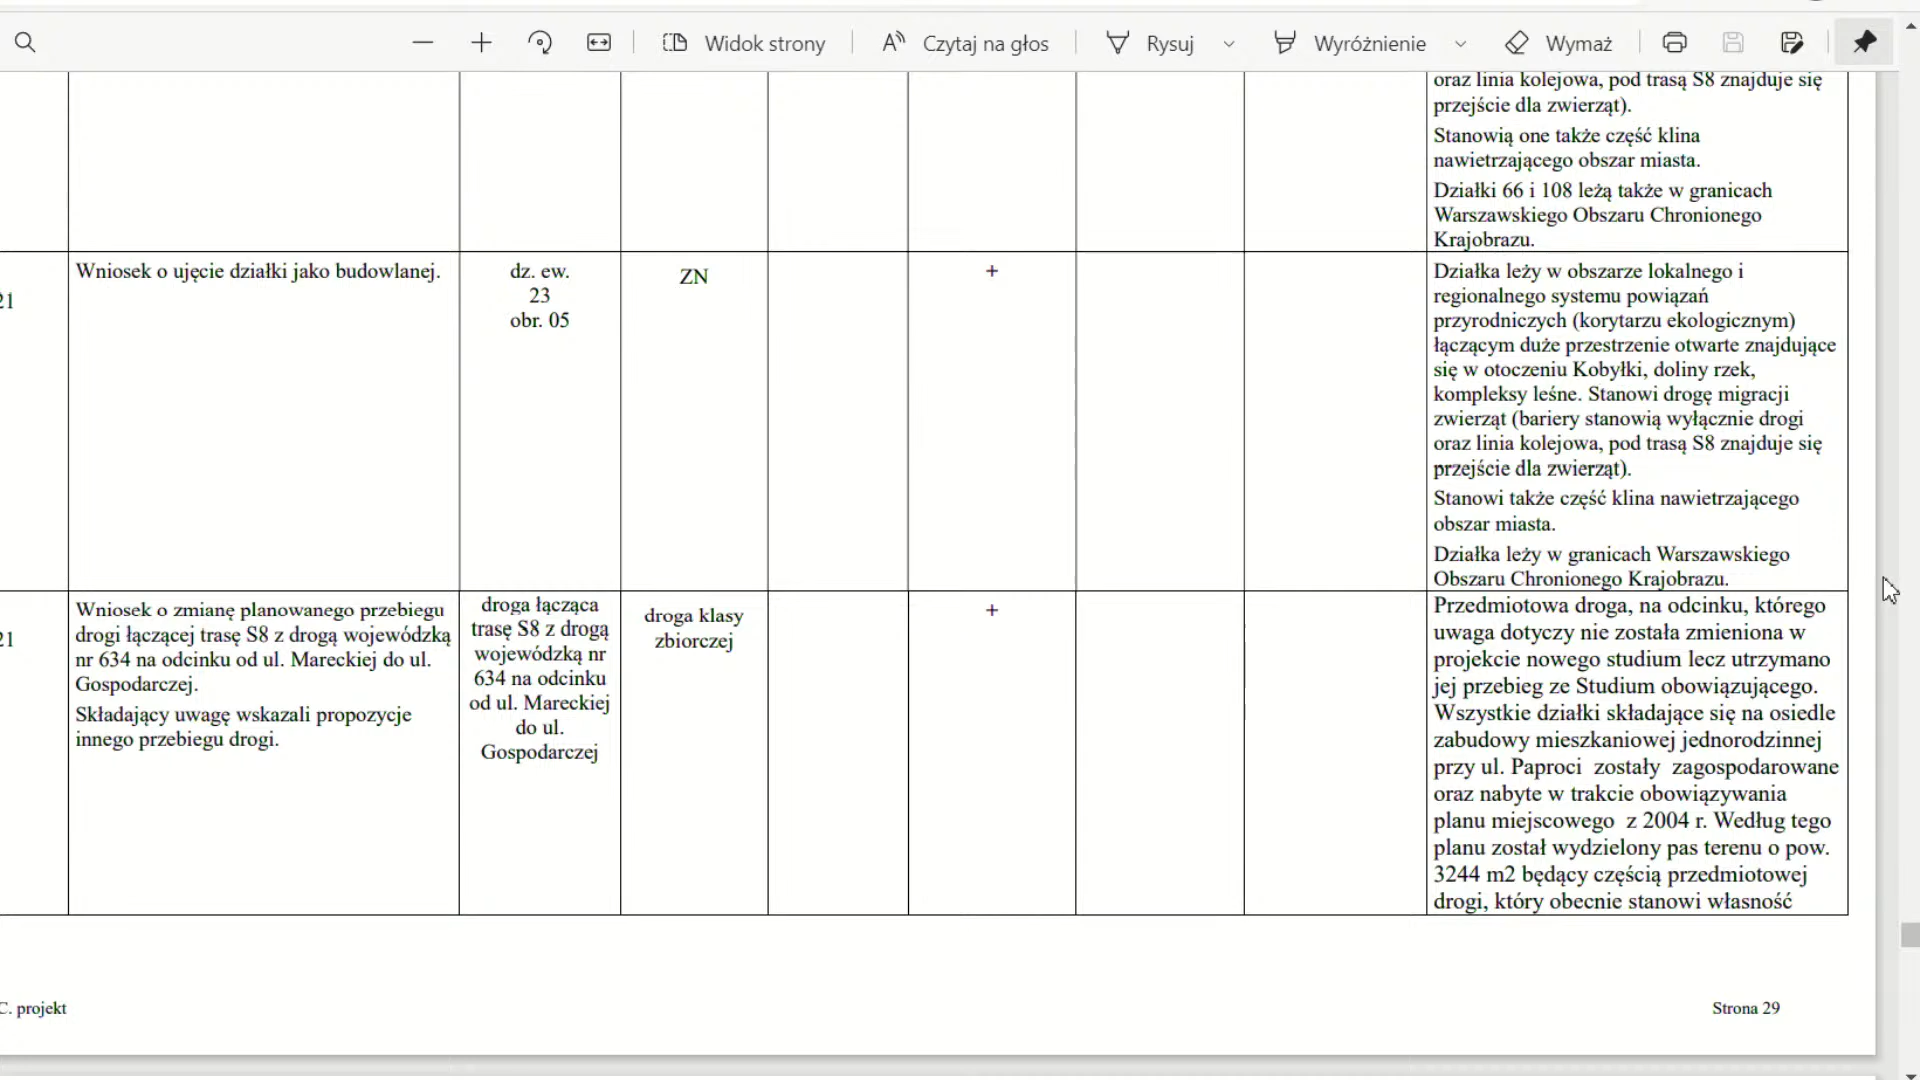 Widok strony
Czytaj na głos
Rysuj
Wyróżnienie
Wymaż
oraz linia kolejowa, pod trasą S8 znajduje się
przejście dla zwierząt).
Stanowią one także część klina
nawietrzającego obszar miasta.
Działki 66 i 108 leżą także w granicach
Warszawskiego Obszaru Chronionego
Krajobrazu.
21
Wniosek o ujęcie działki jako budowlanej.
dz. ew.
23
obr. 05
ZN
+
Działka leży w obszarze lokalnego i
regionalnego systemu powiązań
przyrodniczych (korytarzu ekologicznym)
łączącym duże przestrzenie otwarte znajdujące
się w otoczeniu Kobyłki, doliny rzek,
kompleksy leśne. Stanowi drogę migracji
zwierząt (bariery stanowią wyłącznie drogi
oraz linia kolejowa, pod trasą S8 znajduje się
przejście dla zwierząt).
Stanowi także część klina nawietrzającego
obszar miasta.
Działka leży w granicach Warszawskiego
Obszaru Chronionego Krajobrazu.
21
Wniosek o zmianę planowanego przebiegu
drogi łączącej trasę S8 z drogą wojewódzką
nr 634 na odcinku od ul. Mareckiej do ul.
Gospodarczej.
Składający uwagę wskazali propozycje
innego przebiegu drogi.
droga łącząca
trasę S8 z drogą
wojewódzką nr
634 na odcinku
od ul. Mareckiej
do ul.
Gospodarczej
droga klasy
zbiorczej
+
Przedmiotowa droga, na odcinku, którego
uwaga dotyczy nie została zmieniona w
projekcie nowego studium lecz utrzymano
jej przebieg ze Studium obowiązującego.
Wszystkie działki składające się na osiedle
zabudowy mieszkaniowej jednorodzinnej
przy ul. Paproci zostały zagospodarowane
oraz nabyte w trakcie obowiązywania
planu miejscowego z 2004 r. Według tego
planu został wydzielony pas terenu o pow.
3244 m2 będący częścią przedmiotowej
drogi, który obecnie stanowi własność
C. projekt
Strona 29